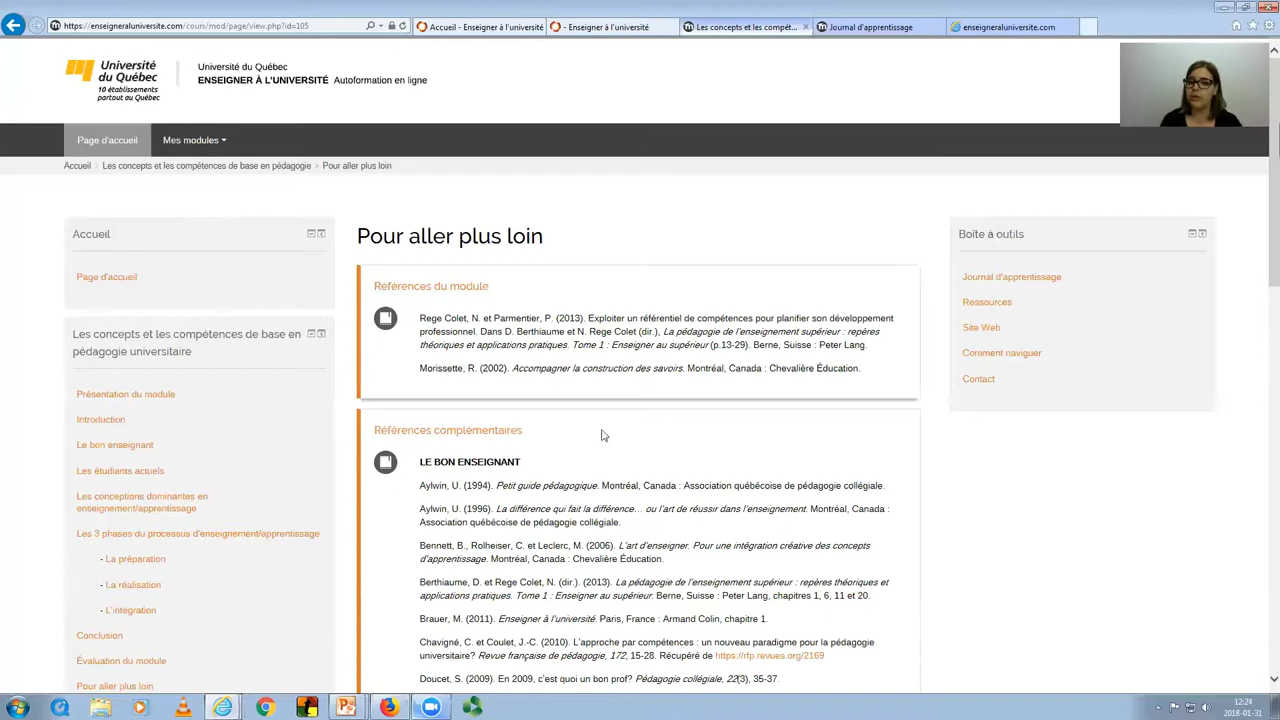 https://enseigneraluniversite.com/cours/mod/page/view.php?id=105
Accueil - Enseigner à l'université
- Enseigner à l'université
Les concepts et les compét...
Journal d'apprentissage
enseigneraluniversite.com
Université
du Québec
10 établissements
partout au Québec
Université du Québec
ENSEIGNER À L'UNIVERSITÉ Autoformation en ligne
Page d'accueil
Mes modules
Accueil > Les concepts et les compétences de base en pédagogie > Pour aller plus loin
Accueil
Page d'accueil
Les concepts et les compétences de base en
pédagogie universitaire
Présentation du module
Introduction
Le bon enseignant
Les étudiants actuels
Les conceptions dominantes en
enseignement/apprentissage
Les 3 phases du processus d'enseignement/apprentissage
- La préparation
- La réalisation
- L'intégration
Conclusion
Évaluation du module
Pour aller plus loin
Pour aller plus loin
Références du module
Rege Colet, N. et Parmentier, P. (2013). Exploiter un référentiel de compétences pour planifier son développement
professionnel. Dans D. Berthiaume et N. Rege Colet (dir.), La pédagogie de l'enseignement supérieur : repères
théoriques et applications pratiques. Tome 1 : Enseigner au supérieur (p.13-29). Berne, Suisse : Peter Lang.
Morissette, R. (2002). Accompagner la construction des savoirs. Montréal, Canada : Chevalière Éducation.
Références complémentaires
LE BON ENSEIGNANT
Aylwin, U. (1994). Petit guide pédagogique. Montréal, Canada : Association québécoise de pédagogie collégiale.
Aylwin, U. (1996). La différence qui fait la différence… ou l'art de réussir dans l'enseignement. Montréal, Canada :
Association québécoise de pédagogie collégiale.
Bennett, B., Rolheiser, C. et Leclerc, M. (2006). L'art d'enseigner. Pour une intégration créative des concepts
d'apprentissage. Montréal, Canada : Chevalière Éducation.
Berthiaume, D. et Rege Colet, N. (dir.). (2013). La pédagogie de l'enseignement supérieur : repères théoriques et
applications pratiques. Tome 1 : Enseigner au supérieur. Berne, Suisse : Peter Lang, chapitres 1, 6, 11 et 20.
Brauer, M. (2011). Enseigner à l'université. Paris, France : Armand Colin, chapitre 1.
Chavigné, C. et Coulet, J.-C. (2010). L'approche par compétences : un nouveau paradigme pour la pédagogie
universitaire? Revue française de pédagogie, 172, 15-28. Récupéré de https://rfp.revues.org/2169
Doucet, S. (2009). En 2009, c'est quoi un bon prof? Pédagogie collégiale, 22(3), 35-37.
Boîte à outils
Journal d'apprentissage
Ressources
Site Web
Comment naviguer
Contact
12:24
2018-01-31